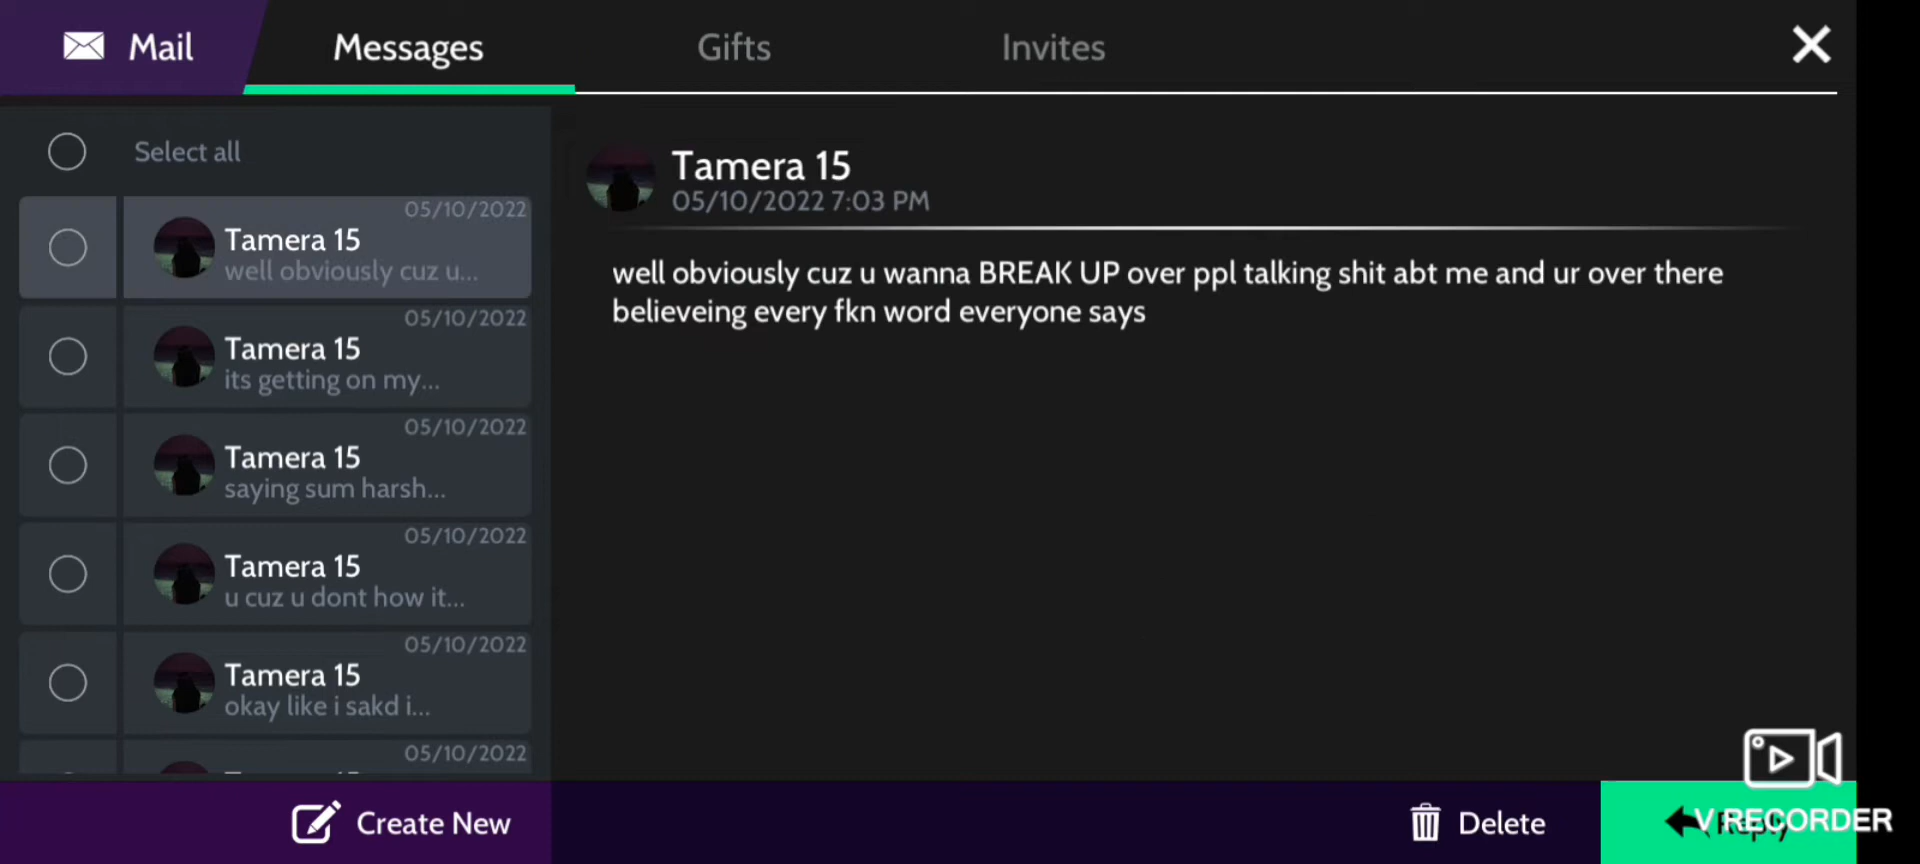 Mail
Messages
Gifts
Invites
Select all
05/10/2022
Tamera 15
well obviously cuz u...
05/10/2022
Tamera 15
its getting on my...
05/10/2022
Tamera 15
saying sum harsh...
05/10/2022
Tamera 15
u cuz u dont how it...
05/10/2022
Tamera 15
okay like i sakd i...
05/10/2022
Tamera 15
05/10/2022 7:03 PM
well obviously cuz u wanna BREAK UP over ppl talking shit abt me and ur over there
believeing every fkn word everyone says
Create New
Delete
Reply
V RECORDER